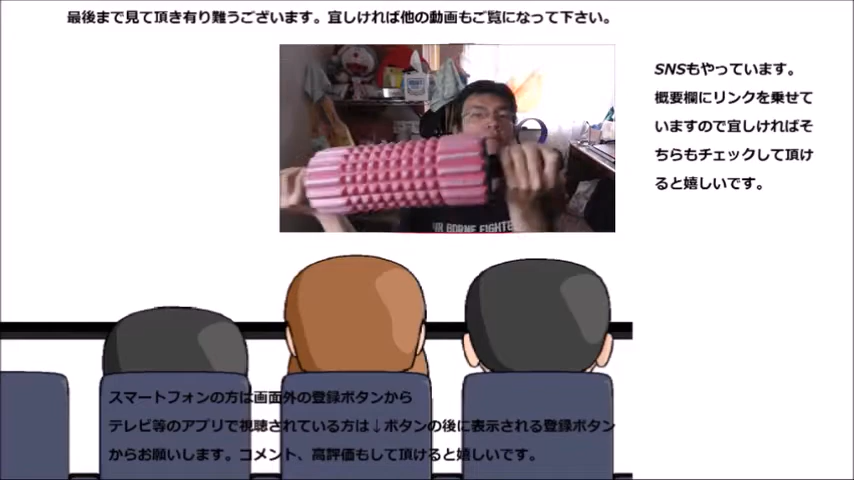 最後まで見て頂き有り難うございます。宜しければ他の動画もご覧になって下さい。
SNSもやっています。
概要欄にリンクを乗せて
いますので宜しければそ
ちらもチェックして頂け
ると嬉しいです。
BORNE FIGHTE
スマートフォンの方は画面外の登録ボタンから
テレビ等のアプリで視聴されている方は↓ボタンの後に表示される登録ボタン
からお願いします。コメント、高評価もして頂けると嬉しいです。